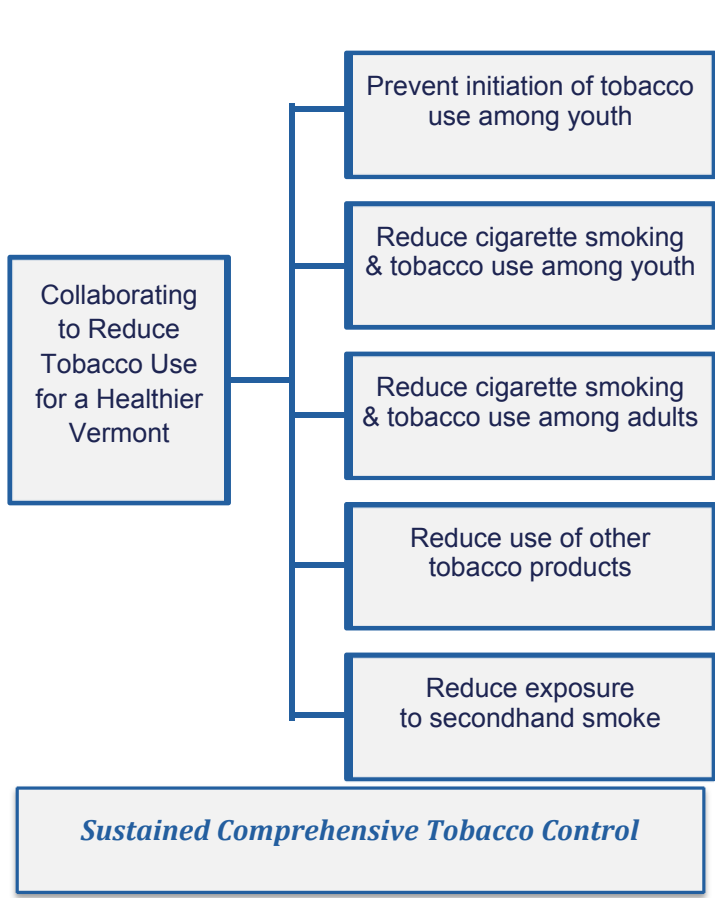 Prevent initiation of tobacco
use among youth
Reduce cigarette smoking
& tobacco use among youth
Collaborating
to Reduce
Tobacco Use
for a Healthier
Vermont
Reduce cigarette smoking
& tobacco use among adults
Reduce use of other
tobacco products
Reduce exposure
to secondhand smoke
Sustained Comprehensive Tobacco Control